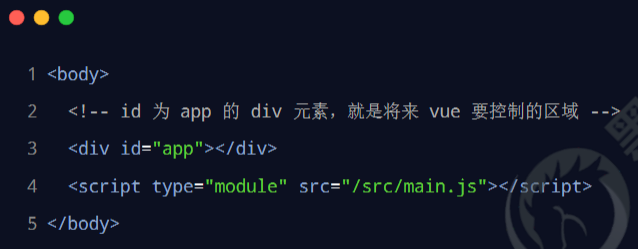 1 <body>
2 <!-- id 为 app 的 div 元素，就是将来 vue 要控制的区域 -->
3 <div id="app"></div>
4 <script type="module" src="/src/main.js"></script>
5 </body>